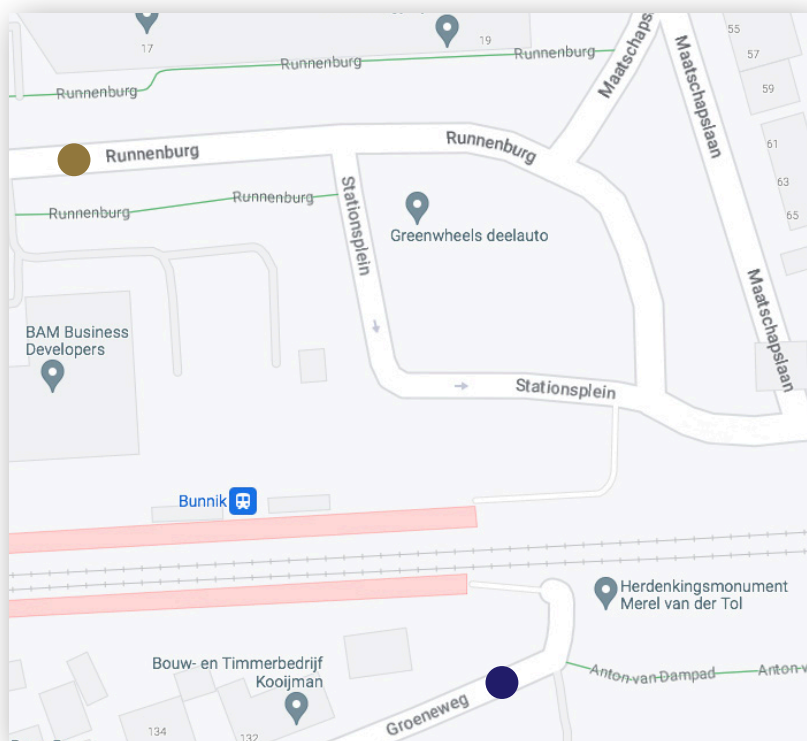 17
19
55
57
59
61
63
65
Runnenburg
Runnenburg
Runnenburg
Maatschaps
Maatschapslaan
Runnenburg
Runnenburg
Runnenburg
Runnenburg
Stationsplein
Greenwheels deelauto
Maatschapslaan
BAM Business
Developers
Stationsplein
Bunnik
Herdenkingsmonument
Merel van der Tol
Bouw- en Timmerbedrijf
Kooijman
Anton van Dampad
Anton v
Groeneweg
134
132